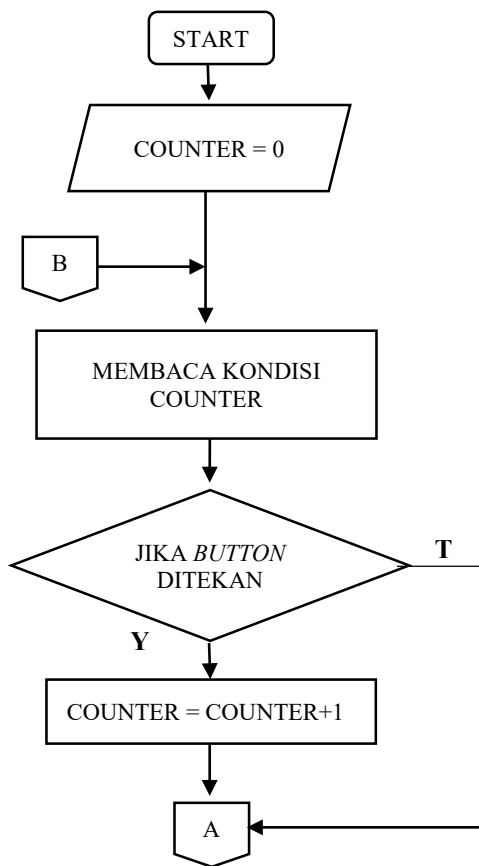 START
COUNTER = 0
B
MEMBACA KONDISI
COUNTER
JIKA BUTTON
DITEKAN
T
Y
COUNTER = COUNTER+1
A